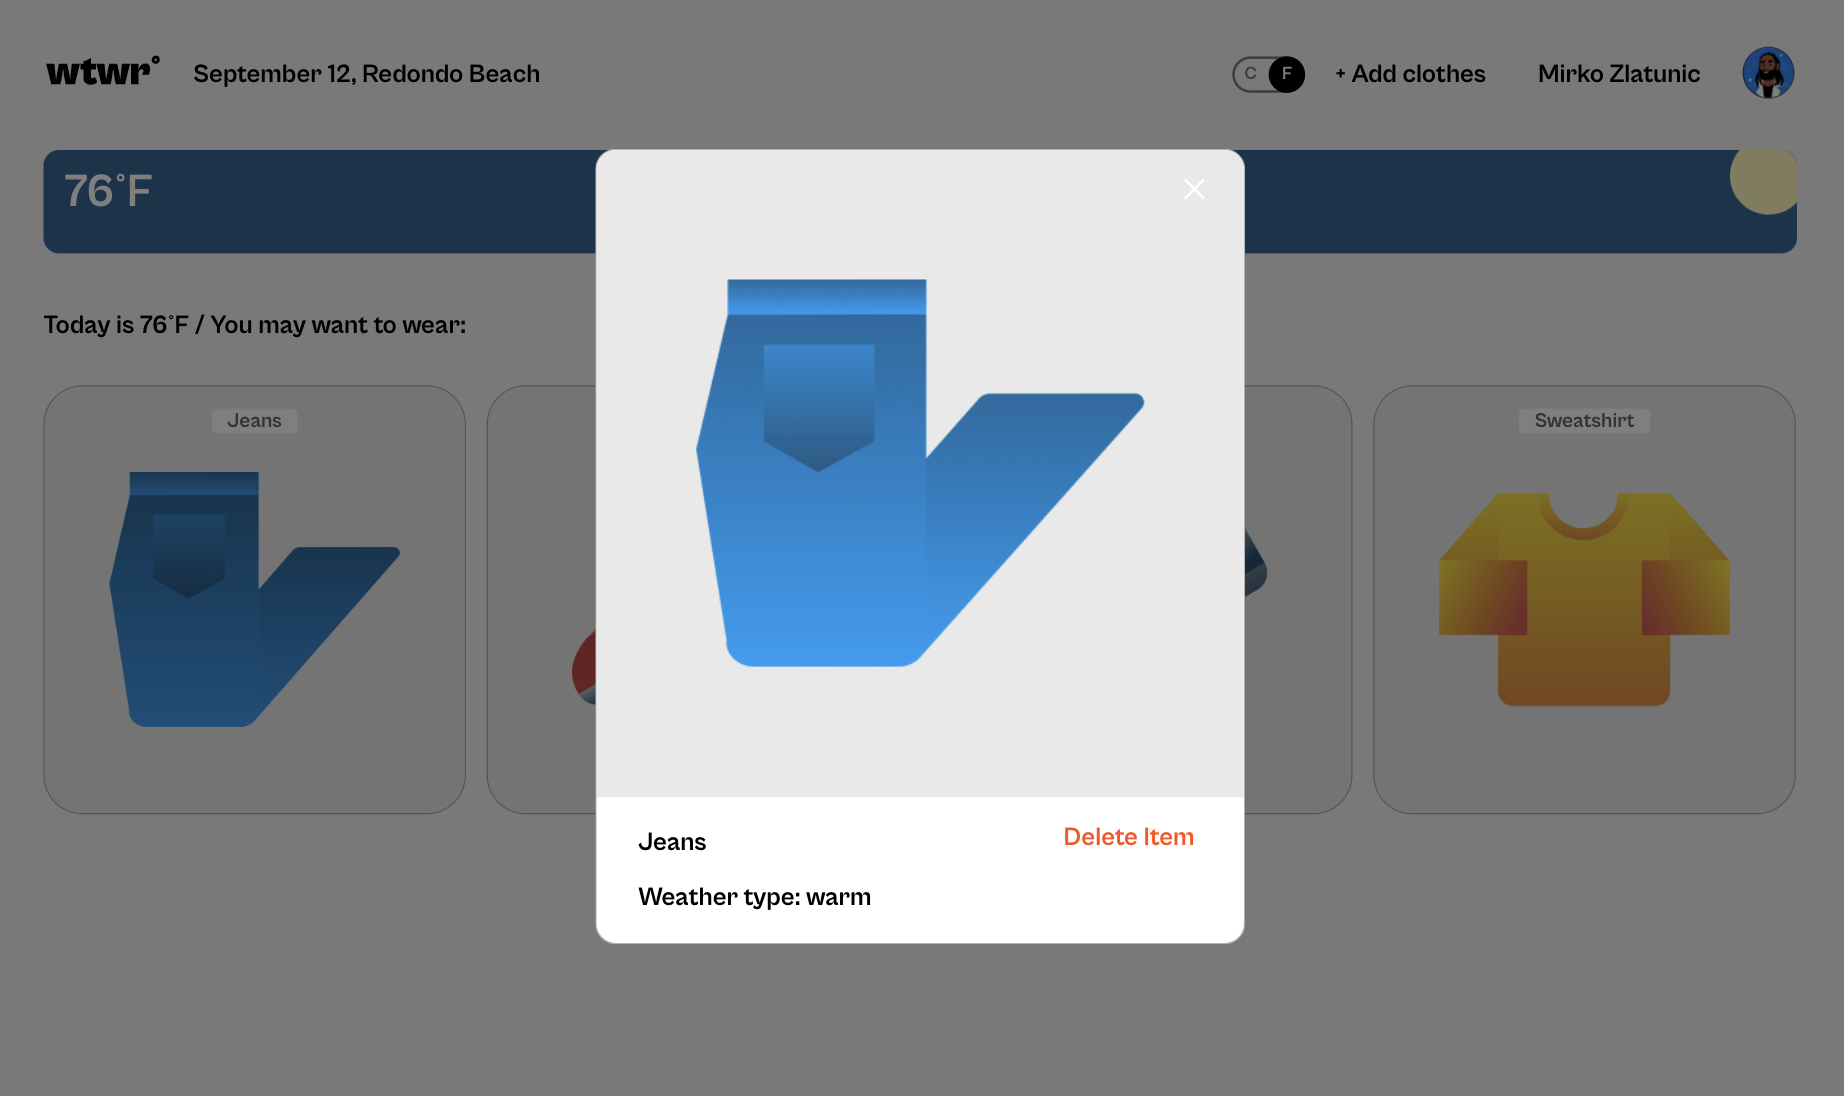 wtwr°
September 12, Redondo Beach
C F
+ Add clothes
Mirko Zlatunic
76°F
Today is 76°F / You may want to wear:
Jeans
Sweatshirt
Jeans
Delete Item
Weather type: warm